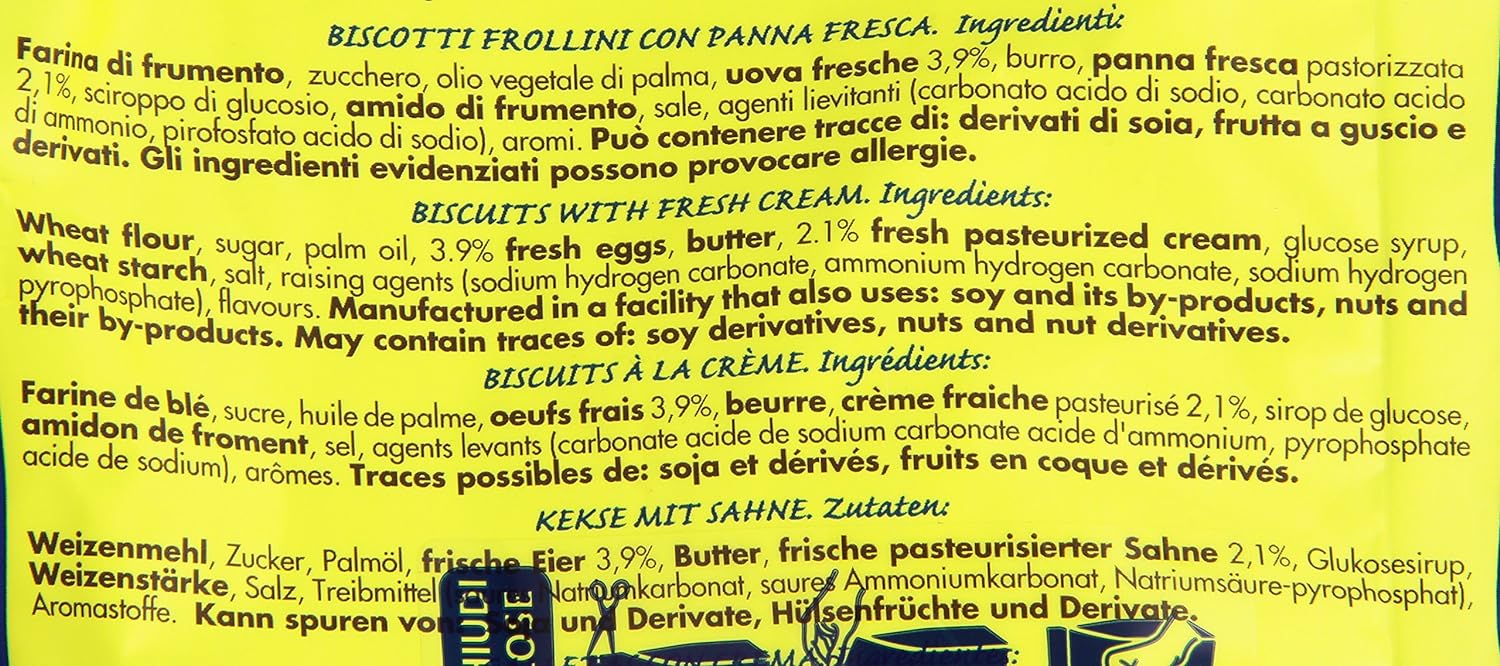 BISCOTTI FROLLINI CON PANNA FRESCA. Ingredienti:
Farina di frumento, zucchero, olio vegetale di palma, uova fresche 3,9%, burro, panna fresca pastorizzata
2,1%, sciroppo di glucosio, amido di frumento, sale, agenti lievitanti (carbonato acido di sodio, carbonato acido
di ammonio, pirofosfato acido di sodio), aromi. Può contenere tracce di: derivati di soia, frutta a guscio e
derivati. Gli ingredienti evidenziati possono provocare allergie.
BISCUITS WITH FRESH CREAM. Ingredients:
Wheat flour, sugar, palm oil, 3.9% fresh eggs, butter, 2.1% fresh pasteurized cream, glucose syrup,
wheat starch, salt, raising agents (sodium hydrogen carbonate, ammonium hydrogen carbonate, sodium hydrogen
pyrophosphate), flavours. Manufactured in a facility that also uses: soy and its by-products, nuts and
their by-products. May contain traces of: soy derivatives, nuts and nut derivatives.
BISCUITS À LA CRÈME. Ingrédients:
Farine de blé, sucre, huile de palme, oeufs frais 3,9%, beurre, crème fraiche pasteurisé 2,1%, sirop de glucose,
amidon de froment, sel, agents levants (carbonate acide de sodium carbonate acide d'ammonium, pyrophosphate
acide de sodium), arômes. Traces possibles de: soja et dérivés, fruits en coque et dérivés.
KEKSE MIT SAHNE. Zutaten:
Weizenmehl, Zucker, Palmöl, frische Eier 3,9%, Butter, frische pasteurisierter Sahne 2,1%, Glukosesirup,
Weizenstärke, Salz, Treibmittel (saures Natriumkarbonat, saures Ammoniumkarbonat, Natriumsäure-pyrophosphat),
Aromastoffe. Kann spuren von: Soja und Derivate, Hülsenfrüchte und Derivate.